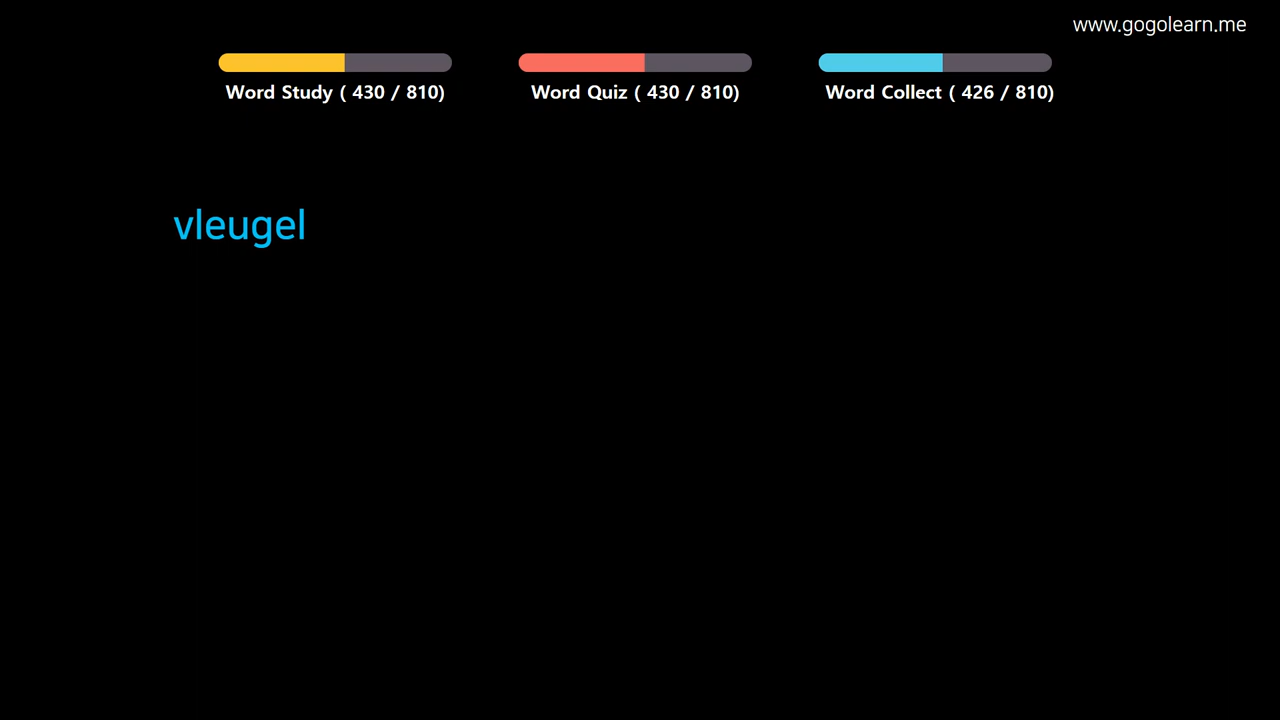 www.gogolearn.me
Word Study ( 430 / 810)
Word Quiz ( 430 / 810)
Word Collect ( 426 / 810)
vleugel